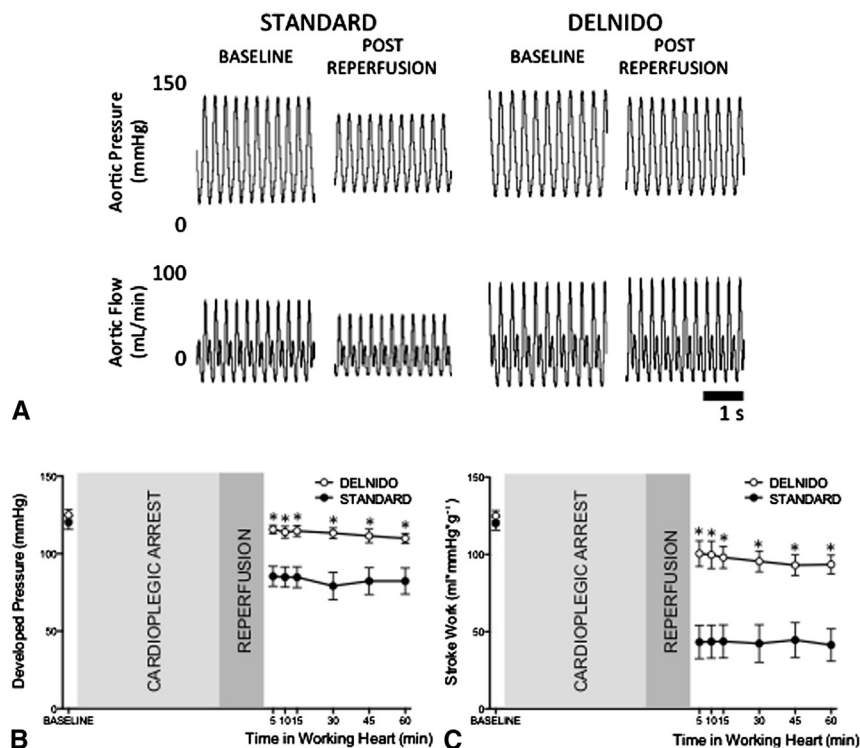 STANDARD DELNIDO
BASELINE POST REPERFUSION BASELINE POST REPERFUSION
150
Aortic Pressure (mmHg)
0
100
Aortic Flow (mL/min)
0
A
1 s
150
DELNIDO
STANDARD
* * * * * *
100
Developed Pressure (mmHg)
CARDIOPLEGIC ARREST
REPERFUSION
50
0
BASELINE 5 10 15 30 45 60
B Time in Working Heart (min)
150
DELNIDO
STANDARD
* * * * * *
100
Stroke Work (ml*mmHg*g⁻¹)
CARDIOPLEGIC ARREST
REPERFUSION
50
0
BASELINE 5 10 15 30 45 60
C Time in Working Heart (min)